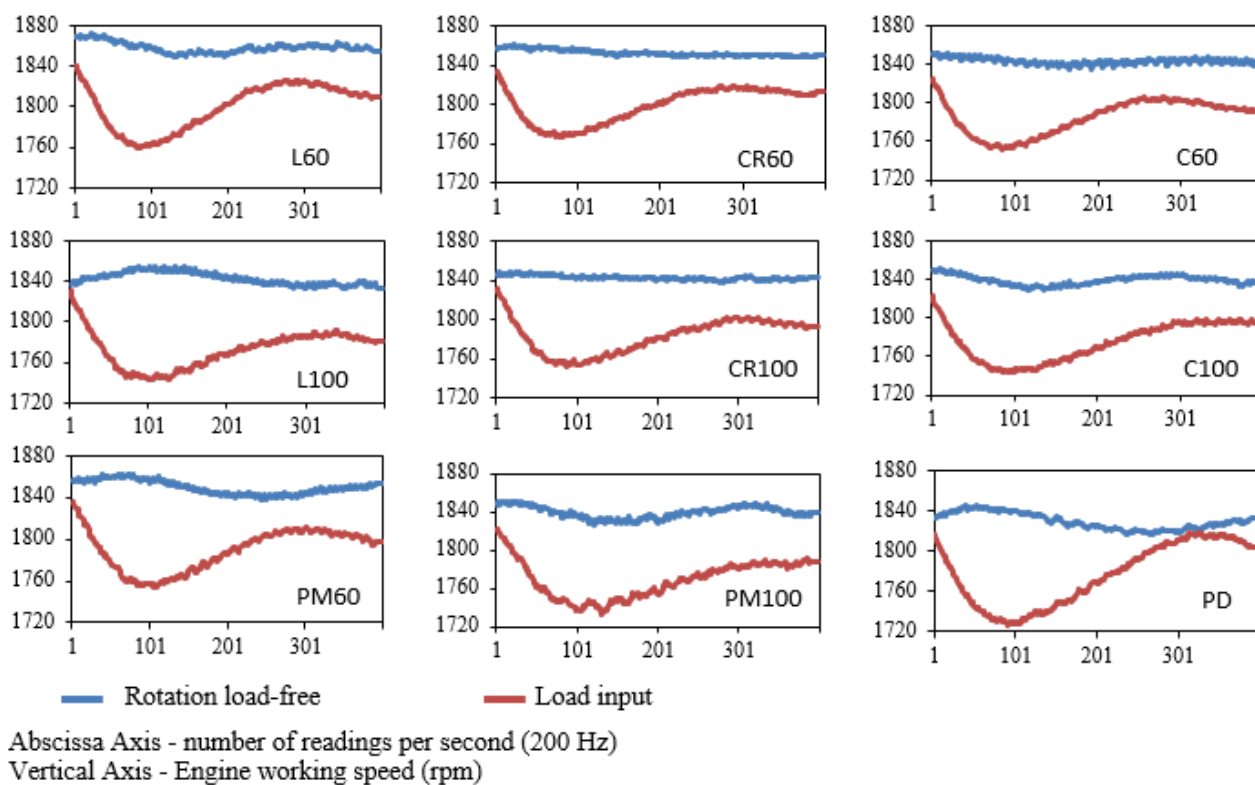 1880
1840
1800
1760
1720
1 101 201 301
L60
1880
1840
1800
1760
1720
1 101 201 301
CR60
1880
1840
1800
1760
1720
1 101 201 301
C60
1880
1840
1800
1760
1720
1 101 201 301
L100
1880
1840
1800
1760
1720
1 101 201 301
CR100
1880
1840
1800
1760
1720
1 101 201 301
C100
1880
1840
1800
1760
1720
1 101 201 301
PM60
1880
1840
1800
1760
1720
1 101 201 301
PM100
1880
1840
1800
1760
1720
1 101 201 301
PD
Rotation load-free Load input
Abscissa Axis - number of readings per second (200 Hz)
Vertical Axis - Engine working speed (rpm)